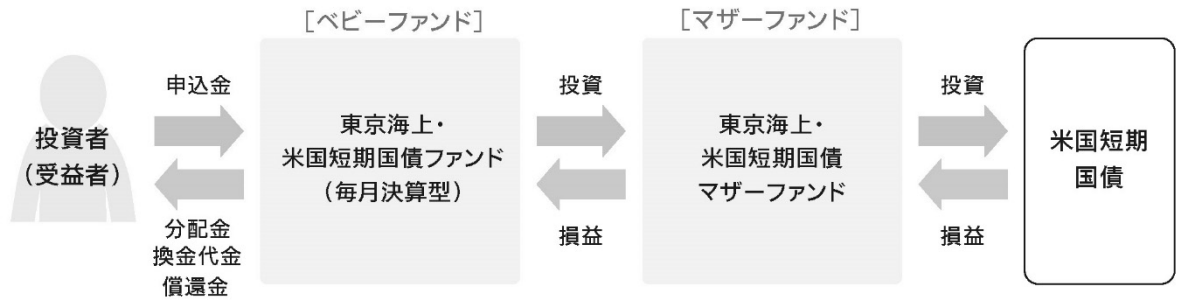 [ベビーファンド]
[マザーファンド]
投資者
(受益者)
申込金
分配金
換金代金
償還金
東京海上・
米国短期国債ファンド
(毎月決算型)
投資
損益
東京海上・
米国短期国債
マザーファンド
投資
損益
米国短期
国債